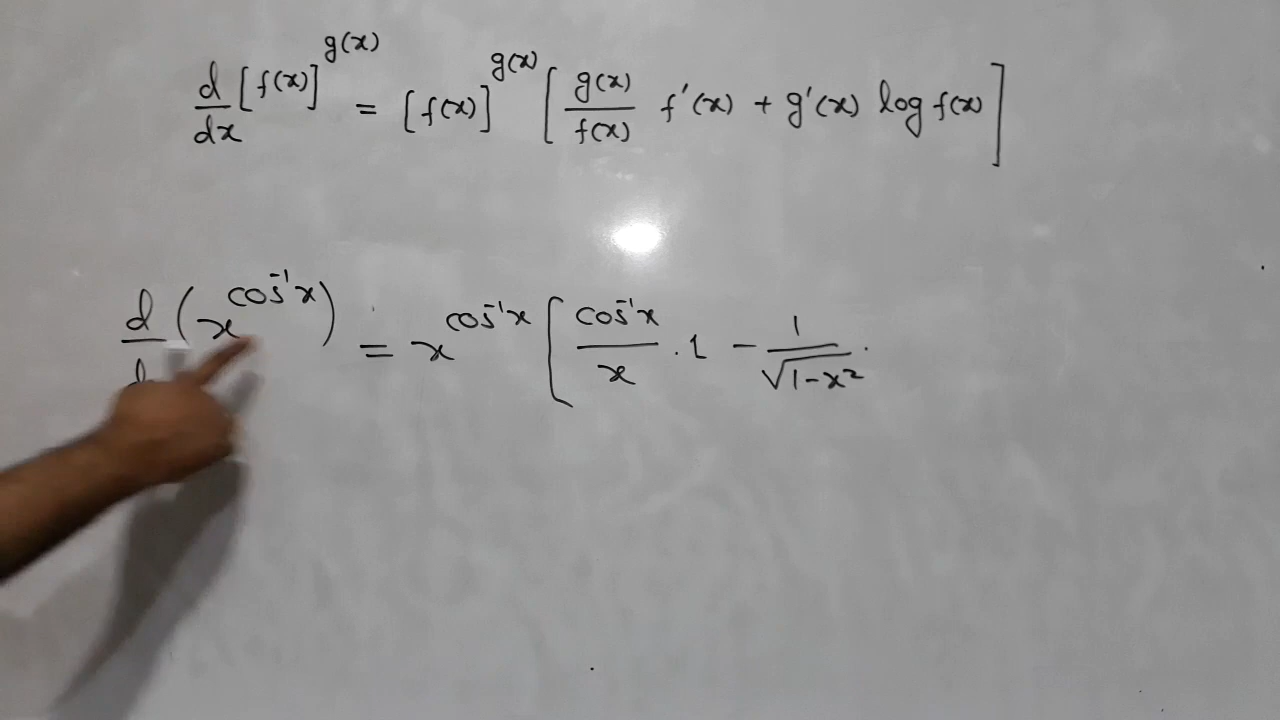 d/dx [f(x)]^g(x) = [f(x)]^g(x) [ g(x)/f(x) f'(x) + g'(x) log f(x) ]
d/d (x^cos⁻¹x) = x^cos⁻¹x [ cos⁻¹x/x . 1 - 1/√1-x² .